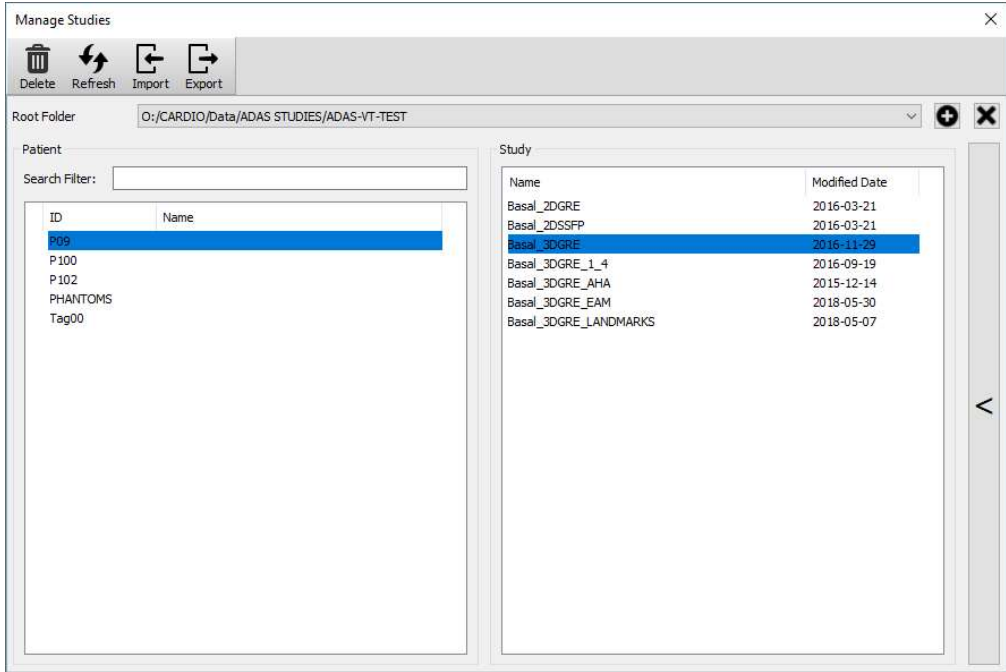 Manage Studies
Delete Refresh Import Export
Root Folder O:/CARDIO/Data/ADAS STUDIES/ADAS-VT-TEST
Patient
Search Filter:
ID Name
P09
P100
P102
PHANTOMS
Tag00
Study
Name Modified Date
Basal_2DGRE 2016-03-21
Basal_2DSSFP 2016-03-21
Basal_3DGRE 2016-11-29
Basal_3DGRE_1_4 2016-09-19
Basal_3DGRE_AHA 2015-12-14
Basal_3DGRE_EAM 2018-05-30
Basal_3DGRE_LANDMARKS 2018-05-07
<